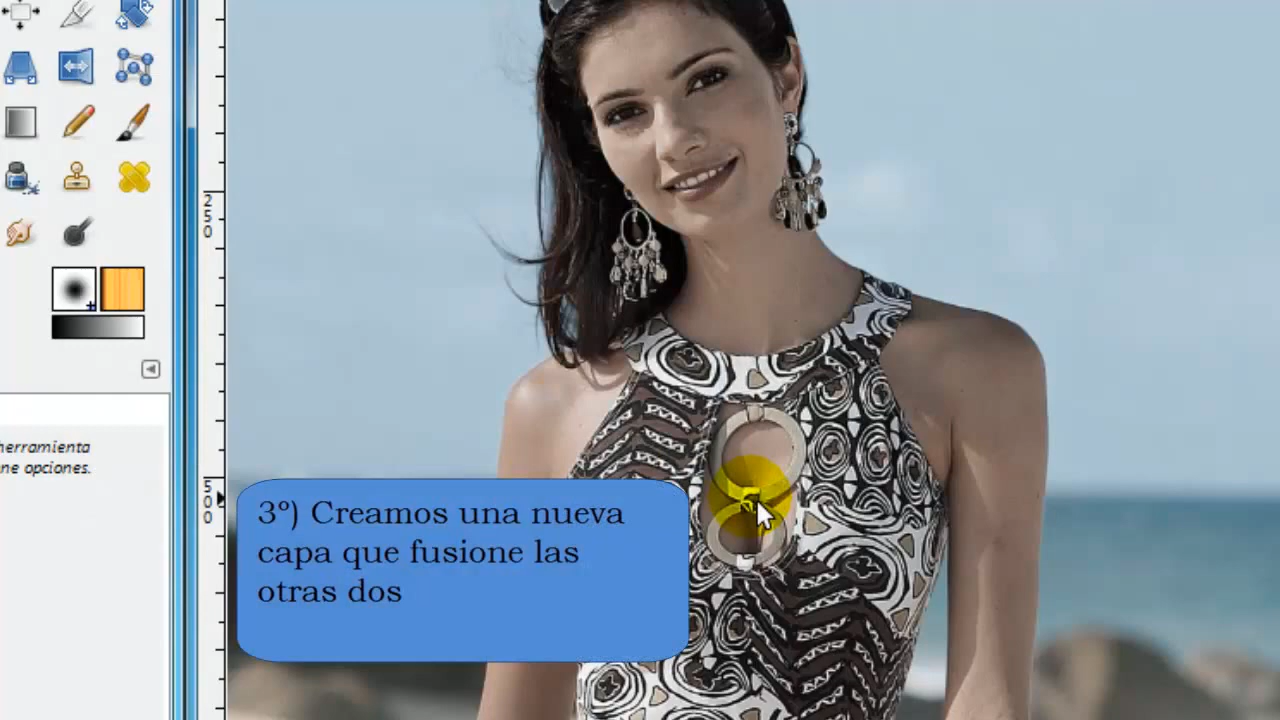 250
herramienta
ne opciones.
500
3º) Creamos una nueva
capa que fusione las
otras dos